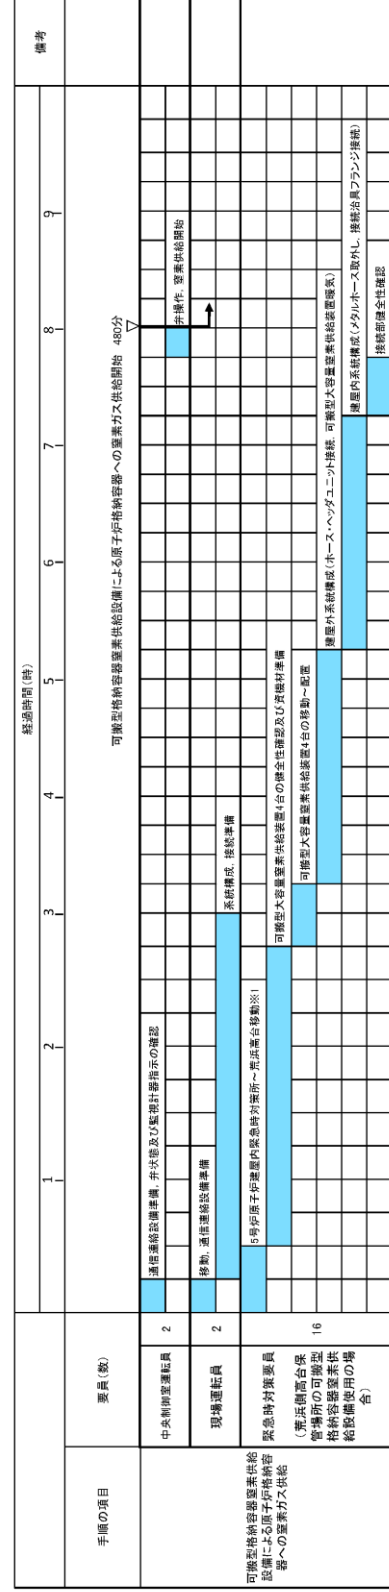 手順の項目
要員(数)
経過時間(時)
備考
1
2
3
4
5
6
7
8
9
可搬型格納容器窒素供給設備による原子炉格納容器への窒素ガス供給開始 480分
可搬型格納容器窒素供給
設備による原子炉格納容
器への窒素ガス供給
中央制御室運転員
2
通信連絡設備準備, 弁状態及び監視計器指示の確認
弁操作, 窒素供給開始
現場運転員
2
移動, 通信連絡設備準備
系統構成, 接続準備
緊急時対策要員
(荒浜側高台保
管場所の可搬型
格納容器窒素供
給設備使用の場
合)
16
5号炉原子炉建屋内緊急時対策所~荒浜高台移動※1
可搬型大容量窒素供給装置4台の健全性確認及び資機材準備
可搬型大容量窒素供給装置4台の移動~配置
建屋外系統構成(ホース・ヘッダユニット接続, 可搬型大容量窒素供給装置暖気)
建屋内系統構成(メタルホース取外し, 接続治具フランジ接続)
接続部健全性確認